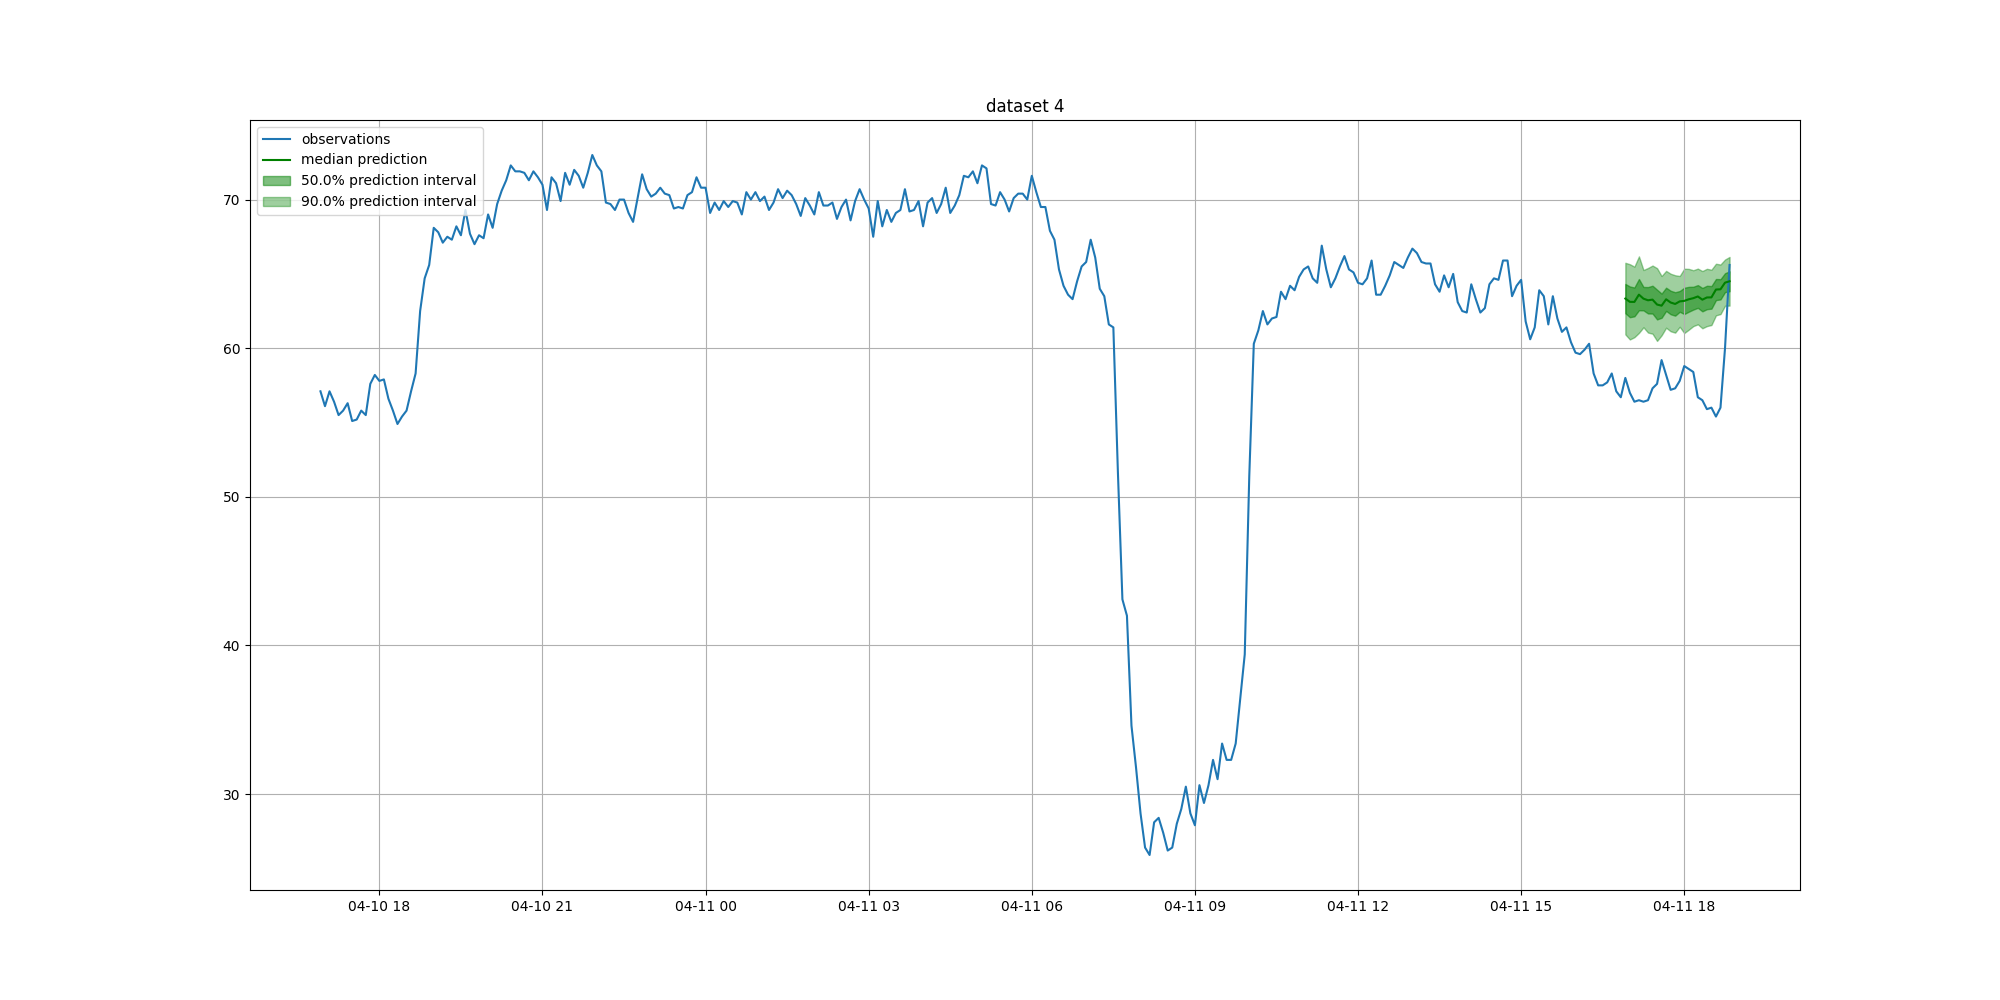 dataset 4
observations
median prediction
50.0% prediction interval
90.0% prediction interval
70
60
50
40
30
04-10 18
04-10 21
04-11 00
04-11 03
04-11 06
04-11 09
04-11 12
04-11 15
04-11 18